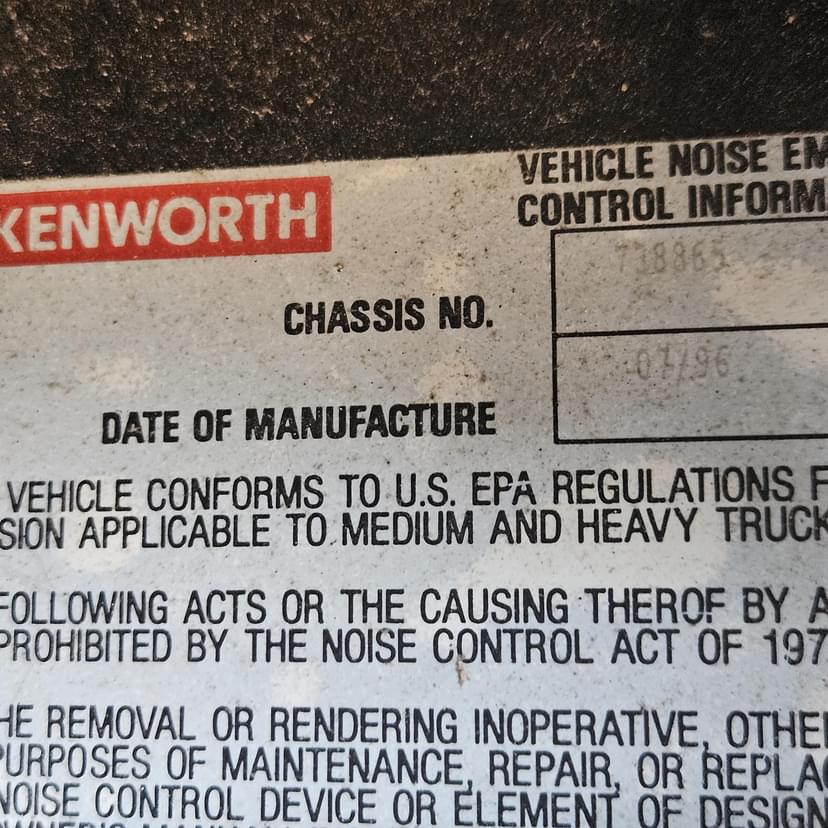 KENWORTH
VEHICLE NOISE EM
CONTROL INFORM
CHASSIS NO.
DATE OF MANUFACTURE
VEHICLE CONFORMS TO U.S. EPA REGULATIONS F
SION APPLICABLE TO MEDIUM AND HEAVY TRUCK
FOLLOWING ACTS OR THE CAUSING THEROF BY A
PROHIBITED BY THE NOISE CONTROL ACT OF 197
HE REMOVAL OR RENDERING INOPERATIVE, OTHE
PURPOSES OF MAINTENANCE, REPAIR, OR REPLAC
NOISE CONTROL DEVICE OR ELEMENT OF DESIGN